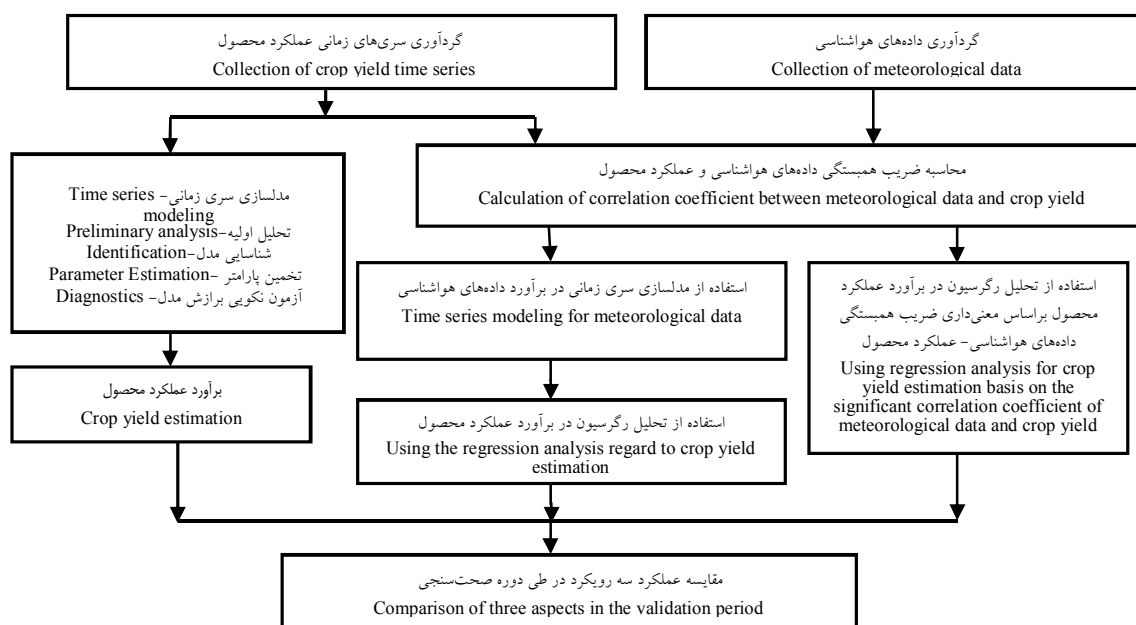 گردآوری سری‌های زمانی عملکرد محصول
Collection of crop yield time series
گردآوری داده‌های هواشناسی
Collection of meteorological data
مدلسازی سری زمانی- Time series
modeling
تحلیل اولیه-Preliminary analysis
شناسایی مدل-Identification
تخمین پارامتر -Parameter Estimation
آزمون نکویی برازش مدل- Diagnostics
محاسبه ضریب همبستگی داده‌های هواشناسی و عملکرد محصول
Calculation of correlation coefficient between meteorological data and crop yield
استفاده از مدلسازی سری زمانی در برآورد داده‌های هواشناسی
Time series modeling for meteorological data
استفاده از تحلیل رگرسیون در برآورد عملکرد
محصول براساس معنی‌داری ضریب همبستگی
داده‌های هواشناسی- عملکرد محصول
Using regression analysis for crop
yield estimation basis on the
significant correlation coefficient of
meteorological data and crop yield
برآورد عملکرد محصول
Crop yield estimation
استفاده از تحلیل رگرسیون در برآورد عملکرد محصول
Using the regression analysis regard to crop yield
estimation
مقایسه عملکرد سه رویکرد در طی دوره صحت‌سنجی
Comparison of three aspects in the validation period